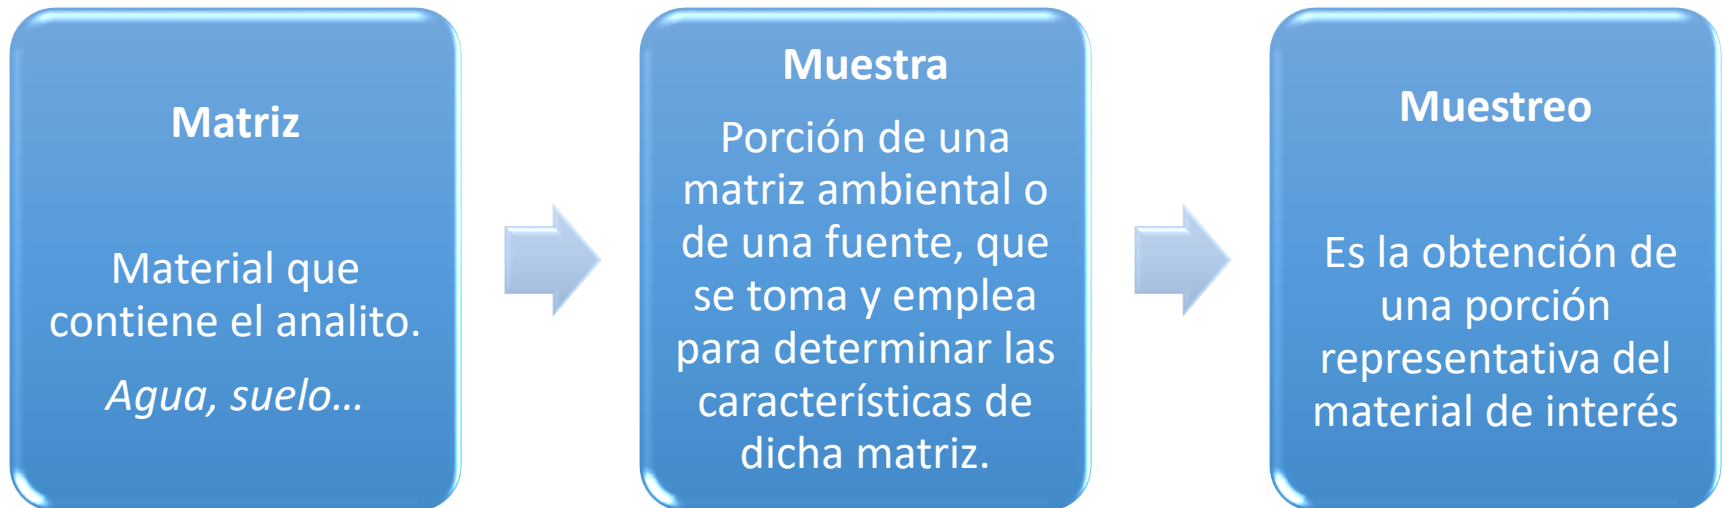 Matriz
Material que
contiene el analito.
Agua, suelo...
Muestra
Porción de una
matriz ambiental o
de una fuente, que
se toma y emplea
para determinar las
características de
dicha matriz.
Muestreo
Es la obtención de
una porción
representativa del
material de interés